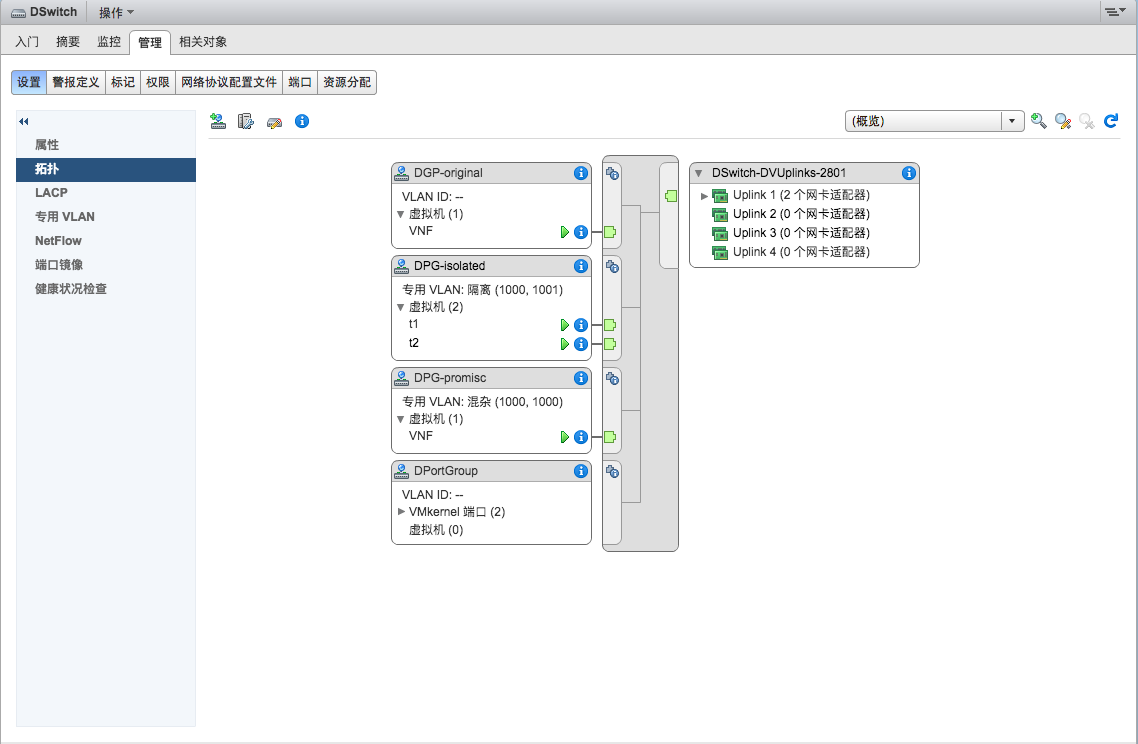 DSwitch 操作
入门 摘要 监控 管理 相关对象
设置 警报定义 标记 权限 网络协议配置文件 端口 资源分配
属性
拓扑
LACP
专用 VLAN
NetFlow
端口镜像
健康状况检查
(概览)
DGP-original
VLAN ID: --
虚拟机 (1)
VNF
DPG-isolated
专用 VLAN: 隔离 (1000, 1001)
虚拟机 (2)
t1
t2
DPG-promisc
专用 VLAN: 混杂 (1000, 1000)
虚拟机 (1)
VNF
DPortGroup
VLAN ID: --
VMkernel 端口 (2)
虚拟机 (0)
DSwitch-DVUplinks-2801
Uplink 1 (2 个网卡适配器)
Uplink 2 (0 个网卡适配器)
Uplink 3 (0 个网卡适配器)
Uplink 4 (0 个网卡适配器)